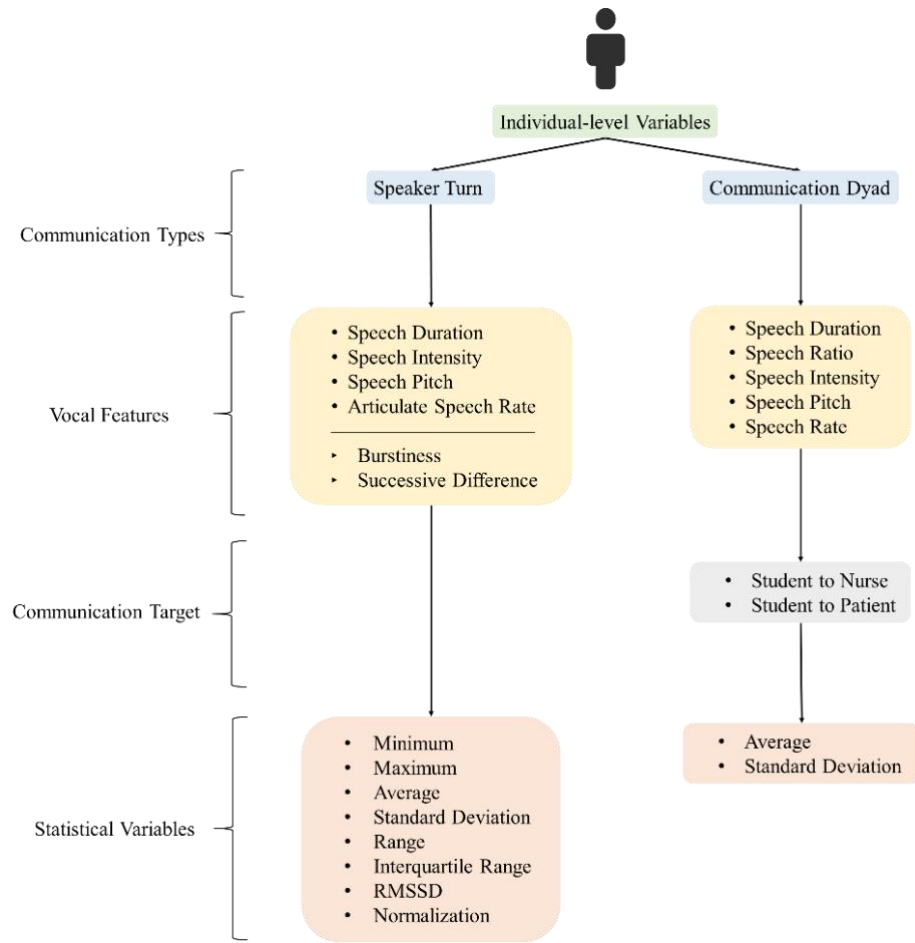 Individual-level Variables
Speaker Turn
Communication Dyad
Communication Types
• Speech Duration
• Speech Intensity
• Speech Pitch
• Articulate Speech Rate
‣ Burstiness
‣ Successive Difference
• Speech Duration
• Speech Ratio
• Speech Intensity
• Speech Pitch
• Speech Rate
Vocal Features
• Student to Nurse
• Student to Patient
Communication Target
• Minimum
• Maximum
• Average
• Standard Deviation
• Range
• Interquartile Range
• RMSSD
• Normalization
• Average
• Standard Deviation
Statistical Variables